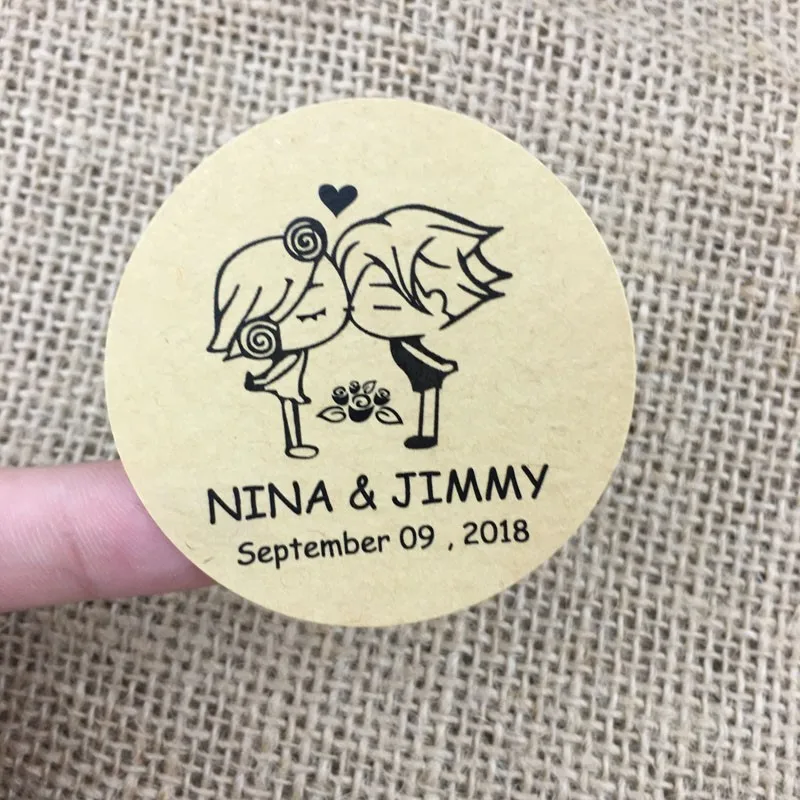 NINA & JIMMY
September 09 , 2018